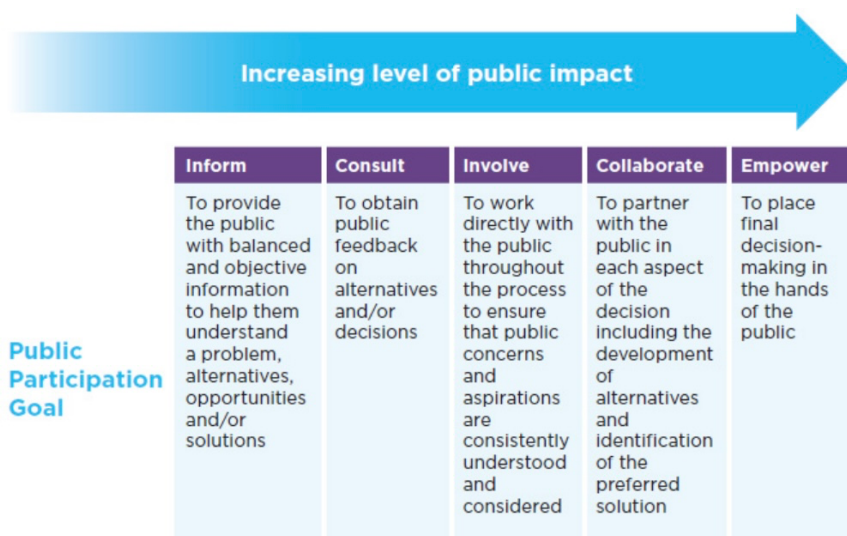 Increasing level of public impact
Inform
To provide
the public
with balanced
and objective
information
to help them
understand
a problem,
alternatives,
opportunities
and/or
solutions
Consult
To obtain
public
feedback
on
alternatives
and/or
decisions
Involve
To work
directly with
the public
throughout
the process
to ensure
that public
concerns
and
aspirations
are
consistently
understood
and
considered
Collaborate
To partner
with the
public in
each aspect
of the
decision
including the
development
of
alternatives
and
identification
of the
preferred
solution
Empower
To place
final
decision-
making in
the hands
of the
public
Public
Participation
Goal